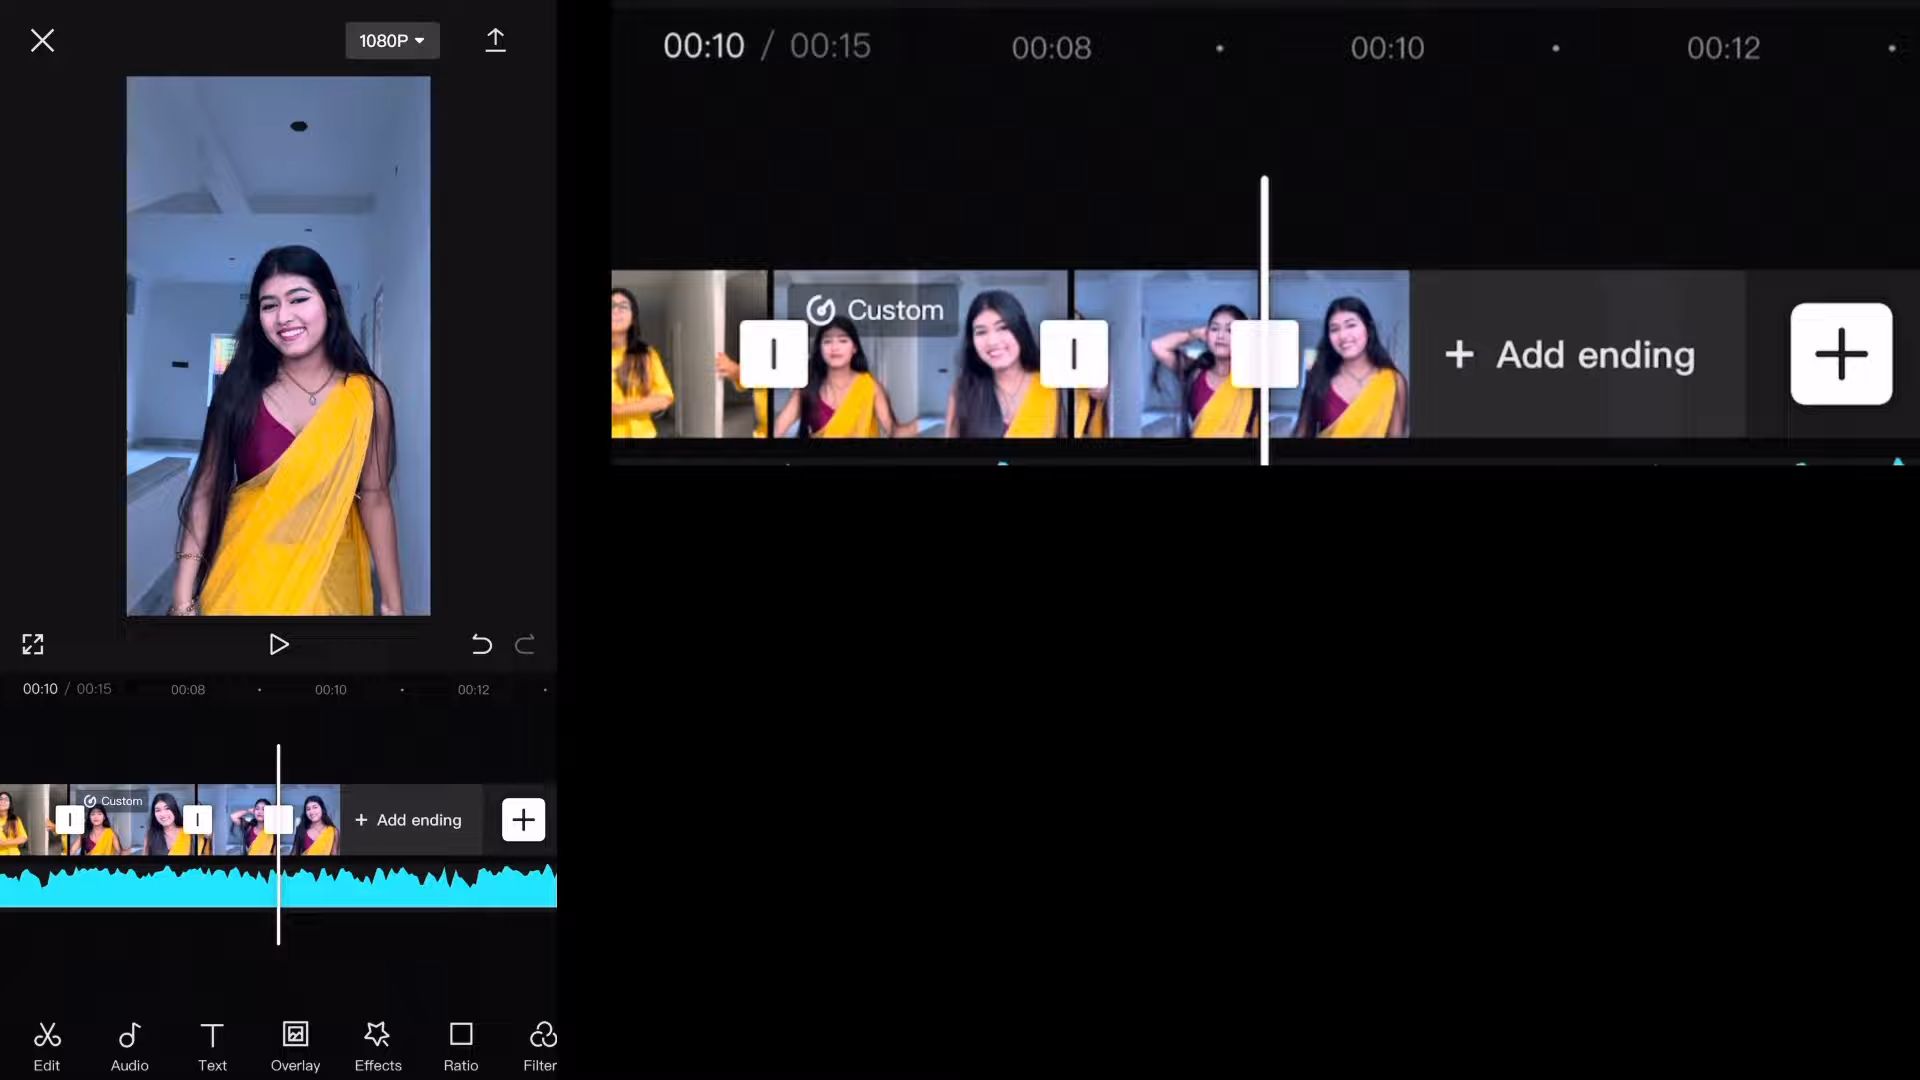 1080P
00:10 / 00:15 00:08 00:10 00:12
Custom
+ Add ending
00:10 / 00:15 00:08 00:10 00:12
Custom
+ Add ending
Edit Audio Text Overlay Effects Ratio Filter